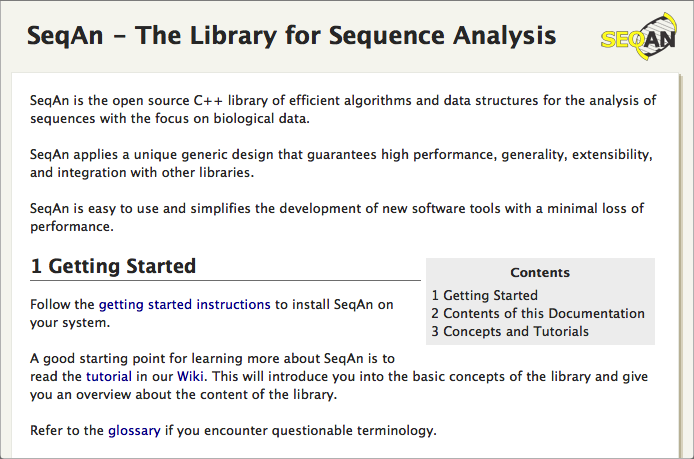 SeqAn - The Library for Sequence Analysis
SEQAN
SeqAn is the open source C++ library of efficient algorithms and data structures for the analysis of
sequences with the focus on biological data.
SeqAn applies a unique generic design that guarantees high performance, generality, extensibility,
and integration with other libraries.
SeqAn is easy to use and simplifies the development of new software tools with a minimal loss of
performance.
1 Getting Started
Contents
1 Getting Started
2 Contents of this Documentation
3 Concepts and Tutorials
Follow the getting started instructions to install SeqAn on
your system.
A good starting point for learning more about SeqAn is to
read the tutorial in our Wiki. This will introduce you into the basic concepts of the library and give
you an overview about the content of the library.
Refer to the glossary if you encounter questionable terminology.